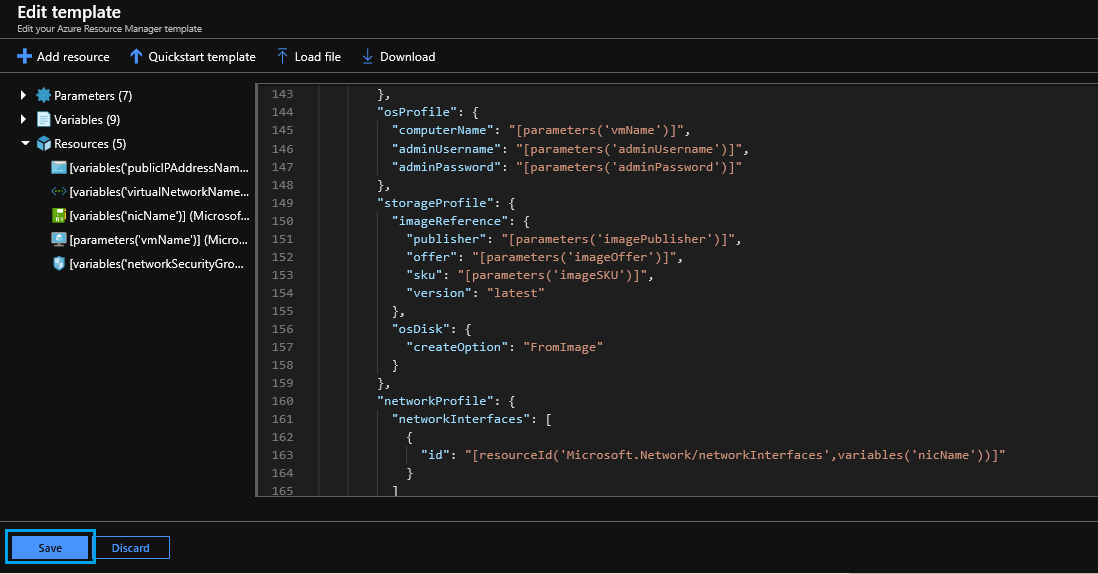 Edit template
Edit your Azure Resource Manager template
Add resource Quickstart template Load file Download
Parameters (7)
Variables (9)
Resources (5)
[variables('publicIPAddressNam...
[variables('virtualNetworkName...
[variables('nicName')] (Microsof...
[parameters('vmName')] (Micro...
[variables('networkSecurityGro...
143 },
144 "osProfile": {
145 "computerName": "[parameters('vmName')]",
146 "adminUsername": "[parameters('adminUsername')]",
147 "adminPassword": "[parameters('adminPassword')]"
148 },
149 "storageProfile": {
150 "imageReference": {
151 "publisher": "[parameters('imagePublisher')]",
152 "offer": "[parameters('imageOffer')]",
153 "sku": "[parameters('imageSKU')]",
154 "version": "latest"
155 },
156 "osDisk": {
157 "createOption": "FromImage"
158 }
159 },
160 "networkProfile": {
161 "networkInterfaces": [
162 {
163 "id": "[resourceId('Microsoft.Network/networkInterfaces',variables('nicName'))]"
164 }
165 ]
Save Discard